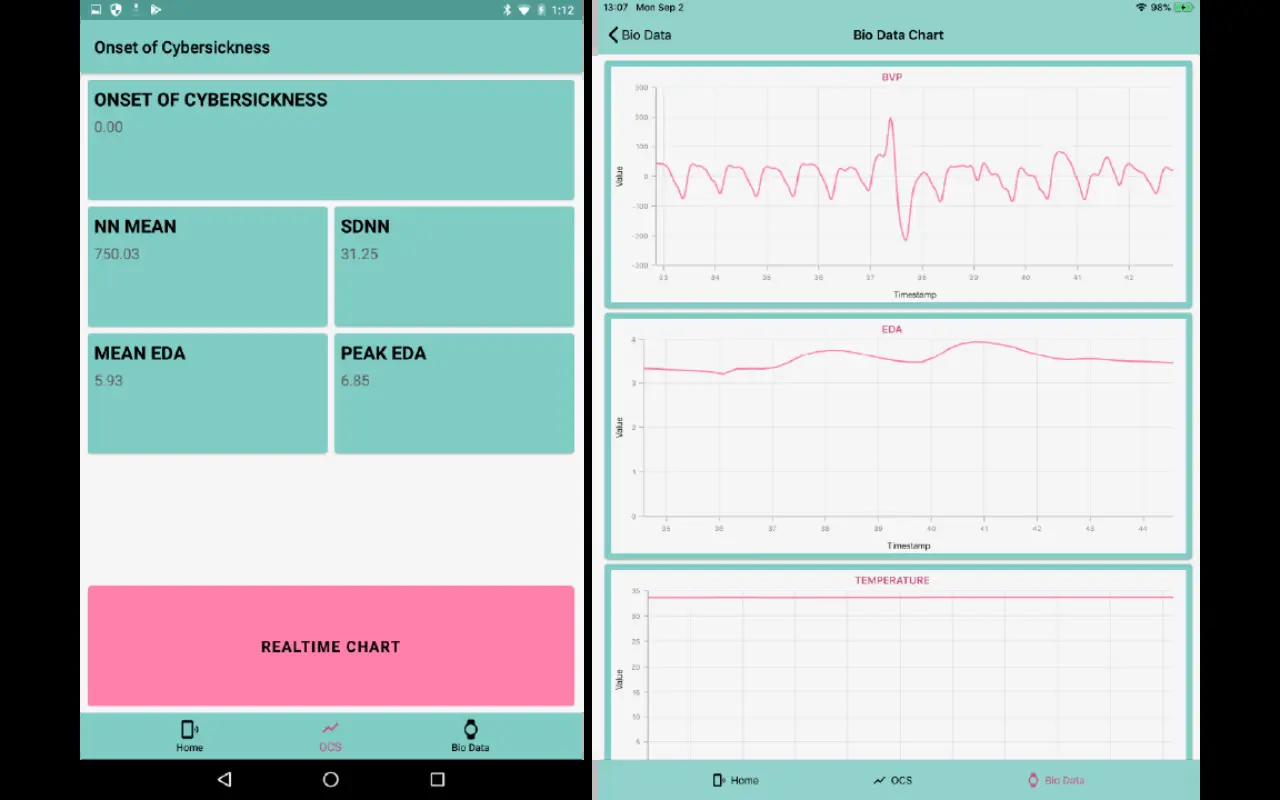 1:12
Onset of Cybersickness
ONSET OF CYBERSICKNESS
0.00
NN MEAN
750.03
SDNN
31.25
MEAN EDA
5.93
PEAK EDA
6.85
REALTIME CHART
Home
OCS
Bio Data
13:07 Mon Sep 2
98%
Bio Data
Bio Data Chart
BVP
300
200
100
0
-100
-200
-300
Value
33 34 35 36 37 38 39 40 41 42
Timestamp
EDA
4
3
2
1
0
Value
35 36 37 38 39 40 41 42 43 44
Timestamp
TEMPERATURE
35
30
25
20
15
10
5
Value
Home
OCS
Bio Data